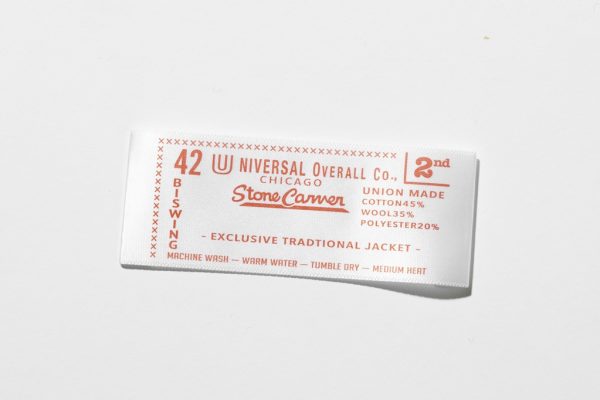 42 UNIVERSAL OVERALL CO., 2nd
CHICAGO
Stone Carver
UNION MADE
COTTON45%
WOOL35%
POLYESTER20%
BISWING
- EXCLUSIVE TRADTIONAL JACKET -
MACHINE WASH — WARM WATER — TUMBLE DRY — MEDIUM HEAT